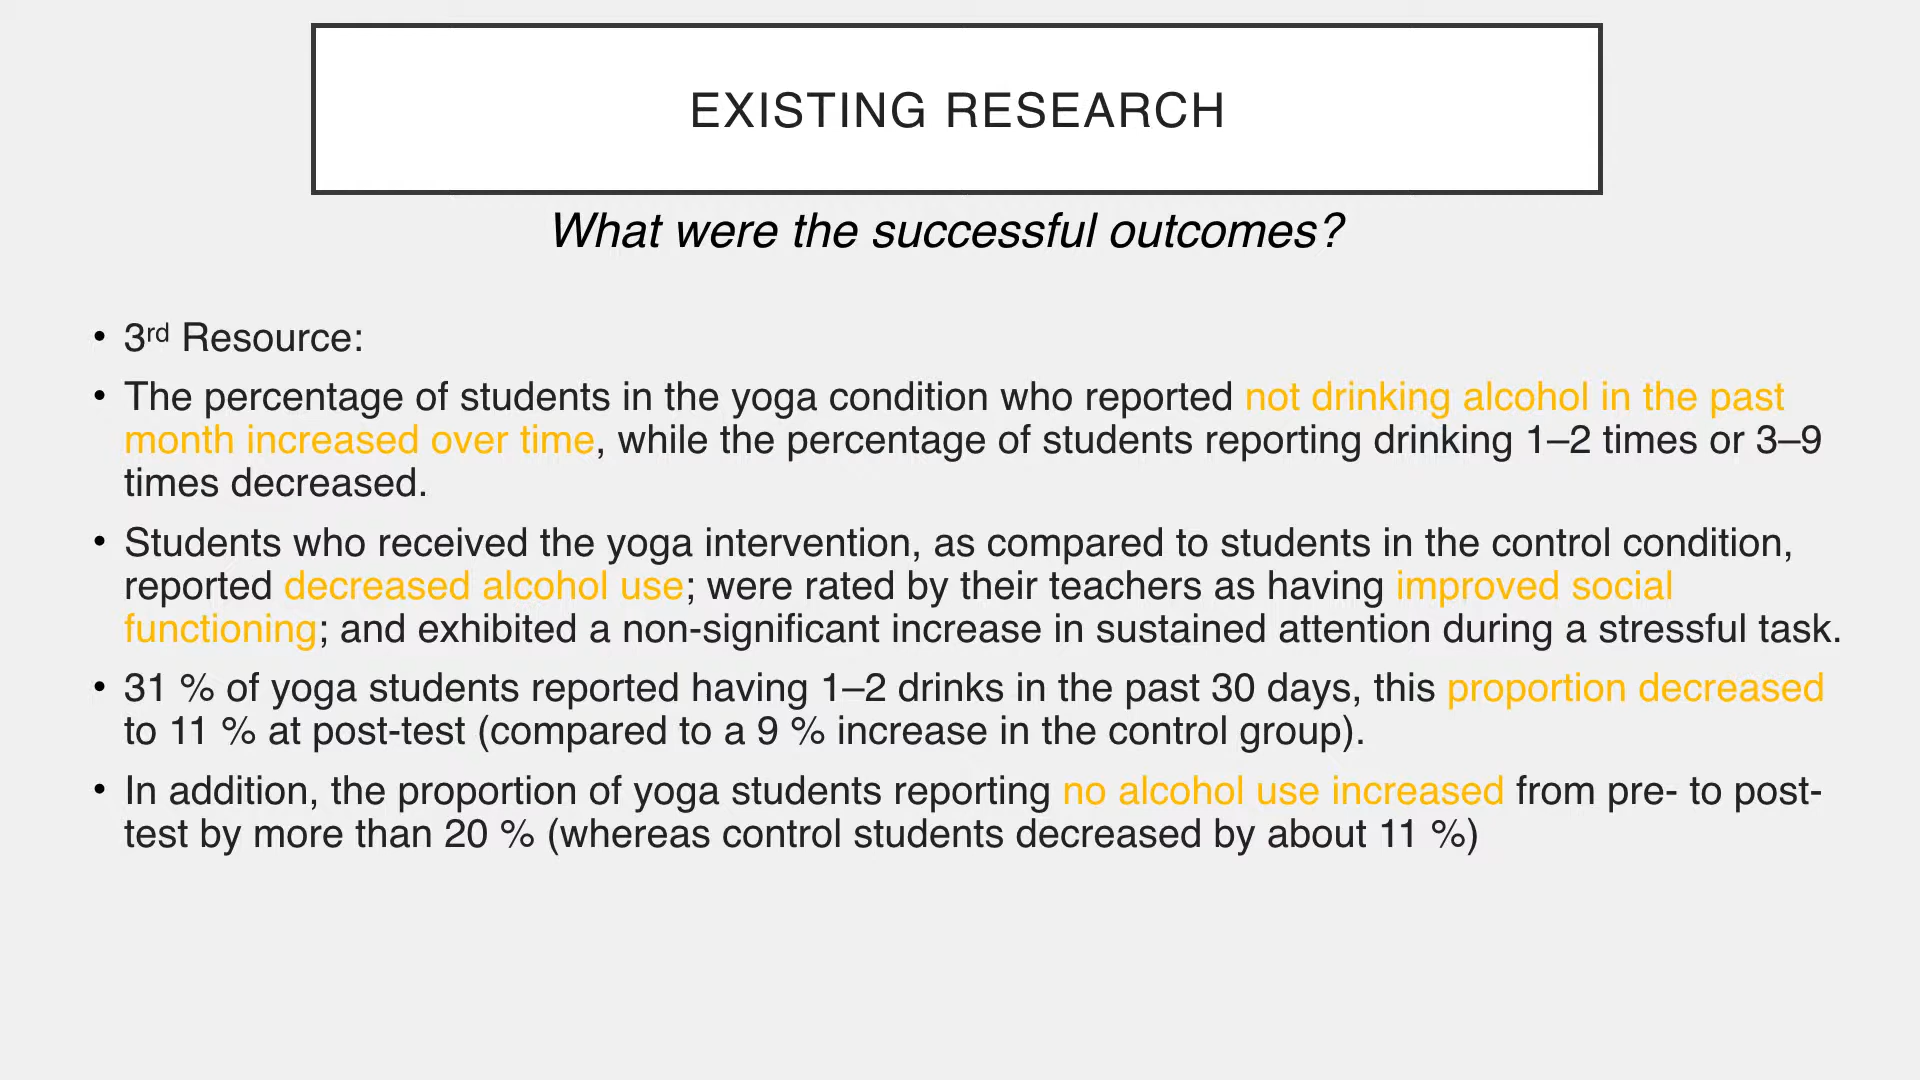 EXISTING RESEARCH
What were the successful outcomes?
• 3rd Resource:
• The percentage of students in the yoga condition who reported not drinking alcohol in the past
month increased over time, while the percentage of students reporting drinking 1–2 times or 3–9
times decreased.
• Students who received the yoga intervention, as compared to students in the control condition,
reported decreased alcohol use; were rated by their teachers as having improved social
functioning; and exhibited a non-significant increase in sustained attention during a stressful task.
• 31 % of yoga students reported having 1–2 drinks in the past 30 days, this proportion decreased
to 11 % at post-test (compared to a 9 % increase in the control group).
• In addition, the proportion of yoga students reporting no alcohol use increased from pre- to post-
test by more than 20 % (whereas control students decreased by about 11 %)